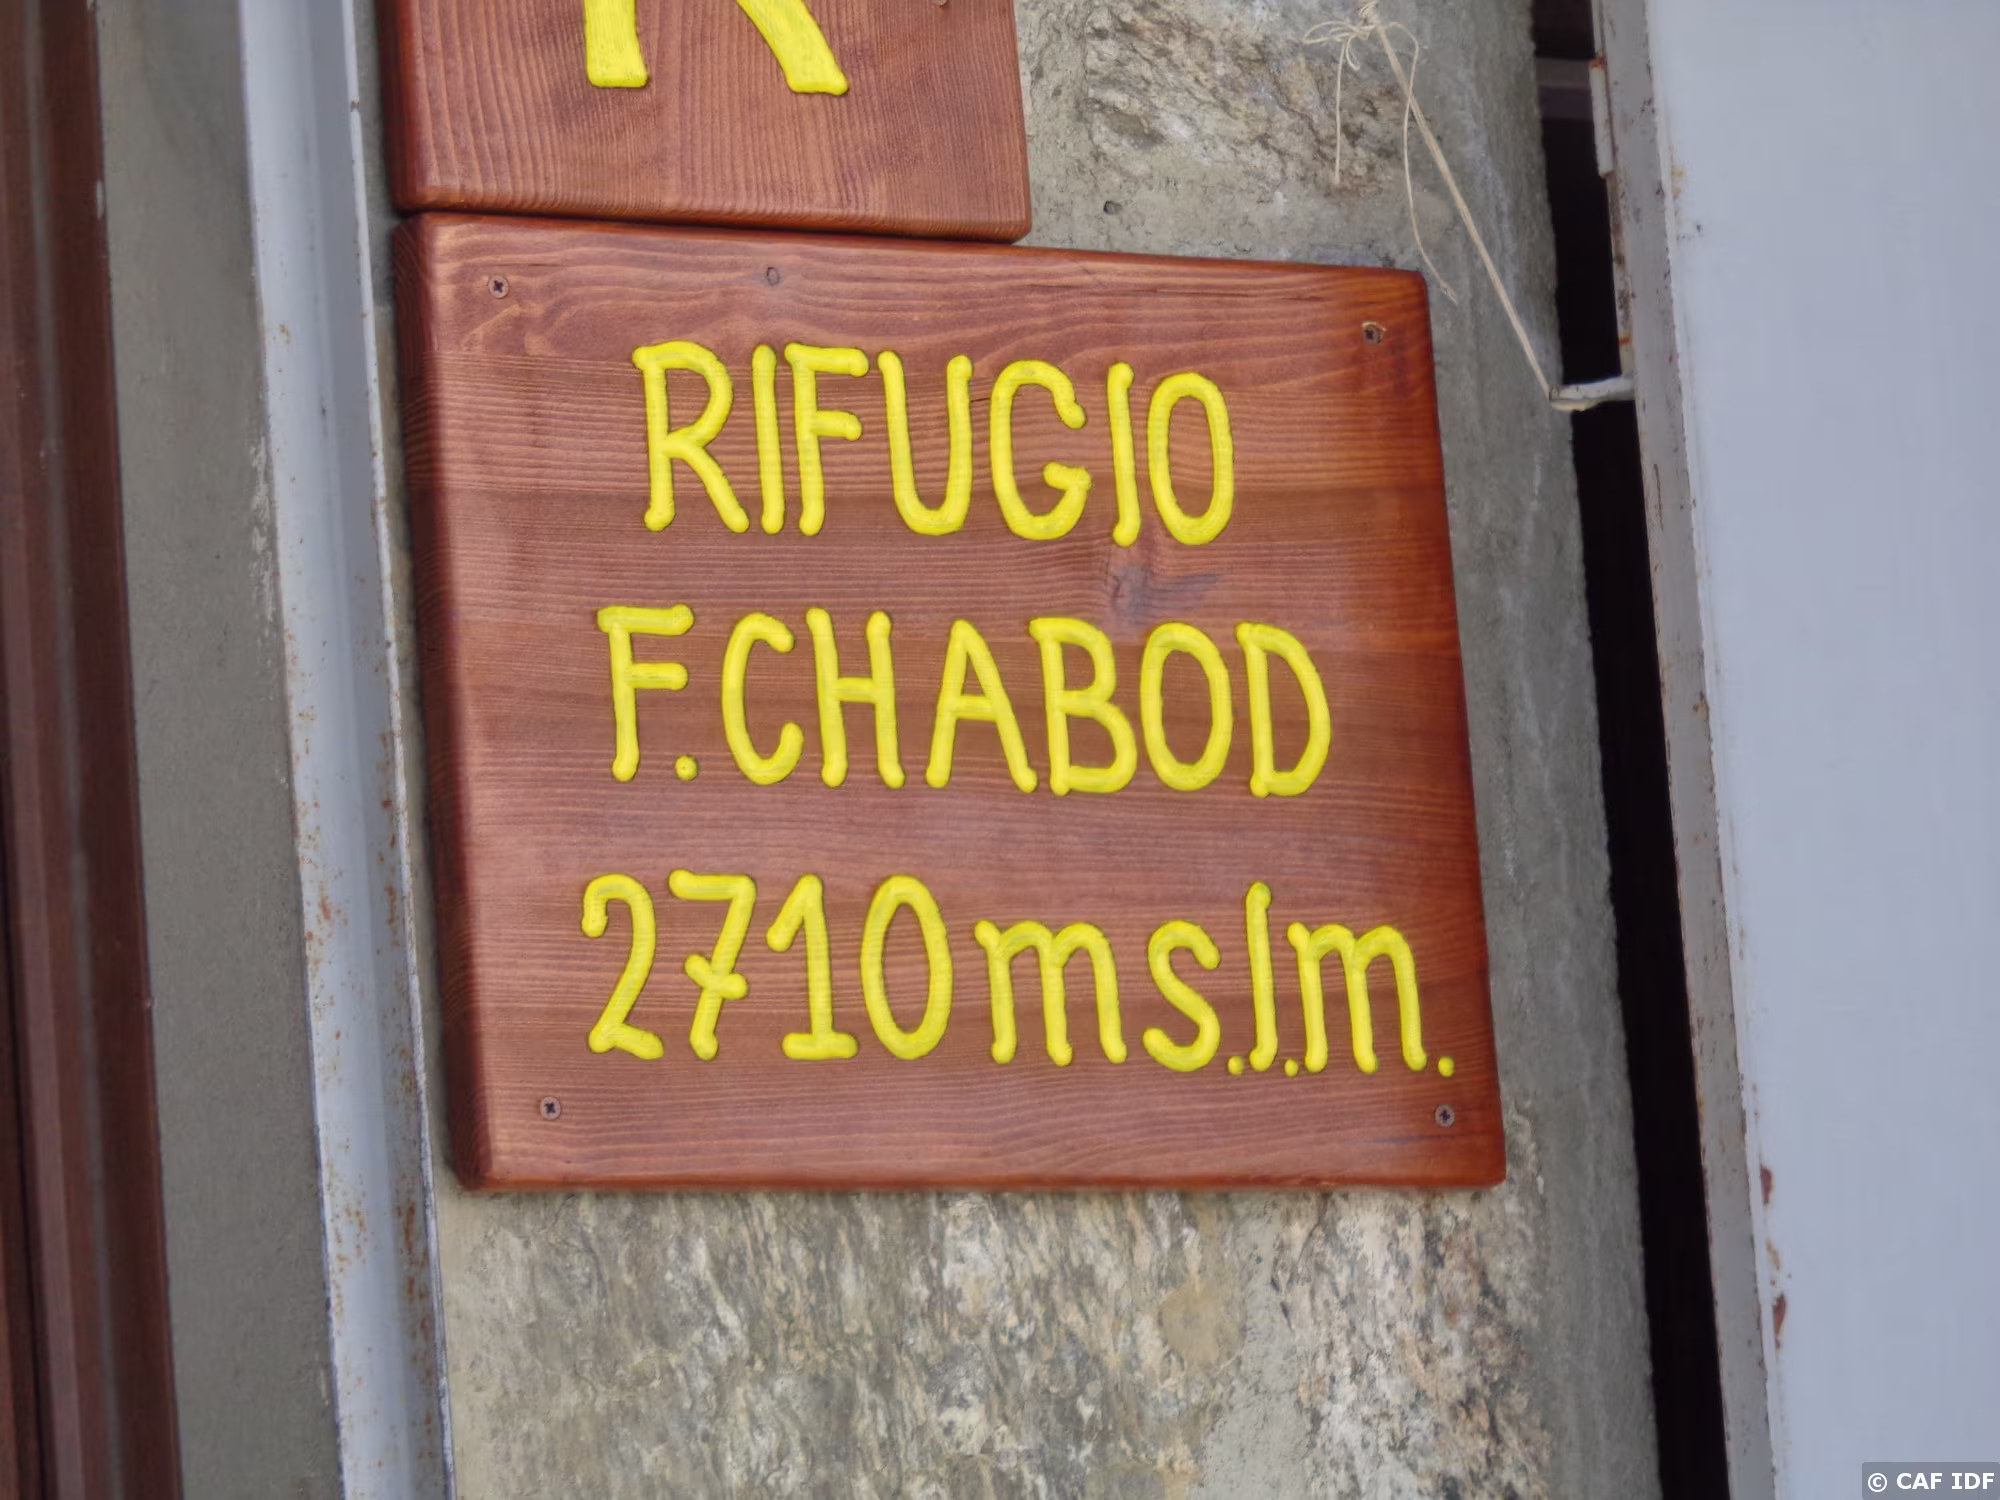 R
RIFUGIO
F. CHABOD
2710 m s.l.m.
© CAF IDF